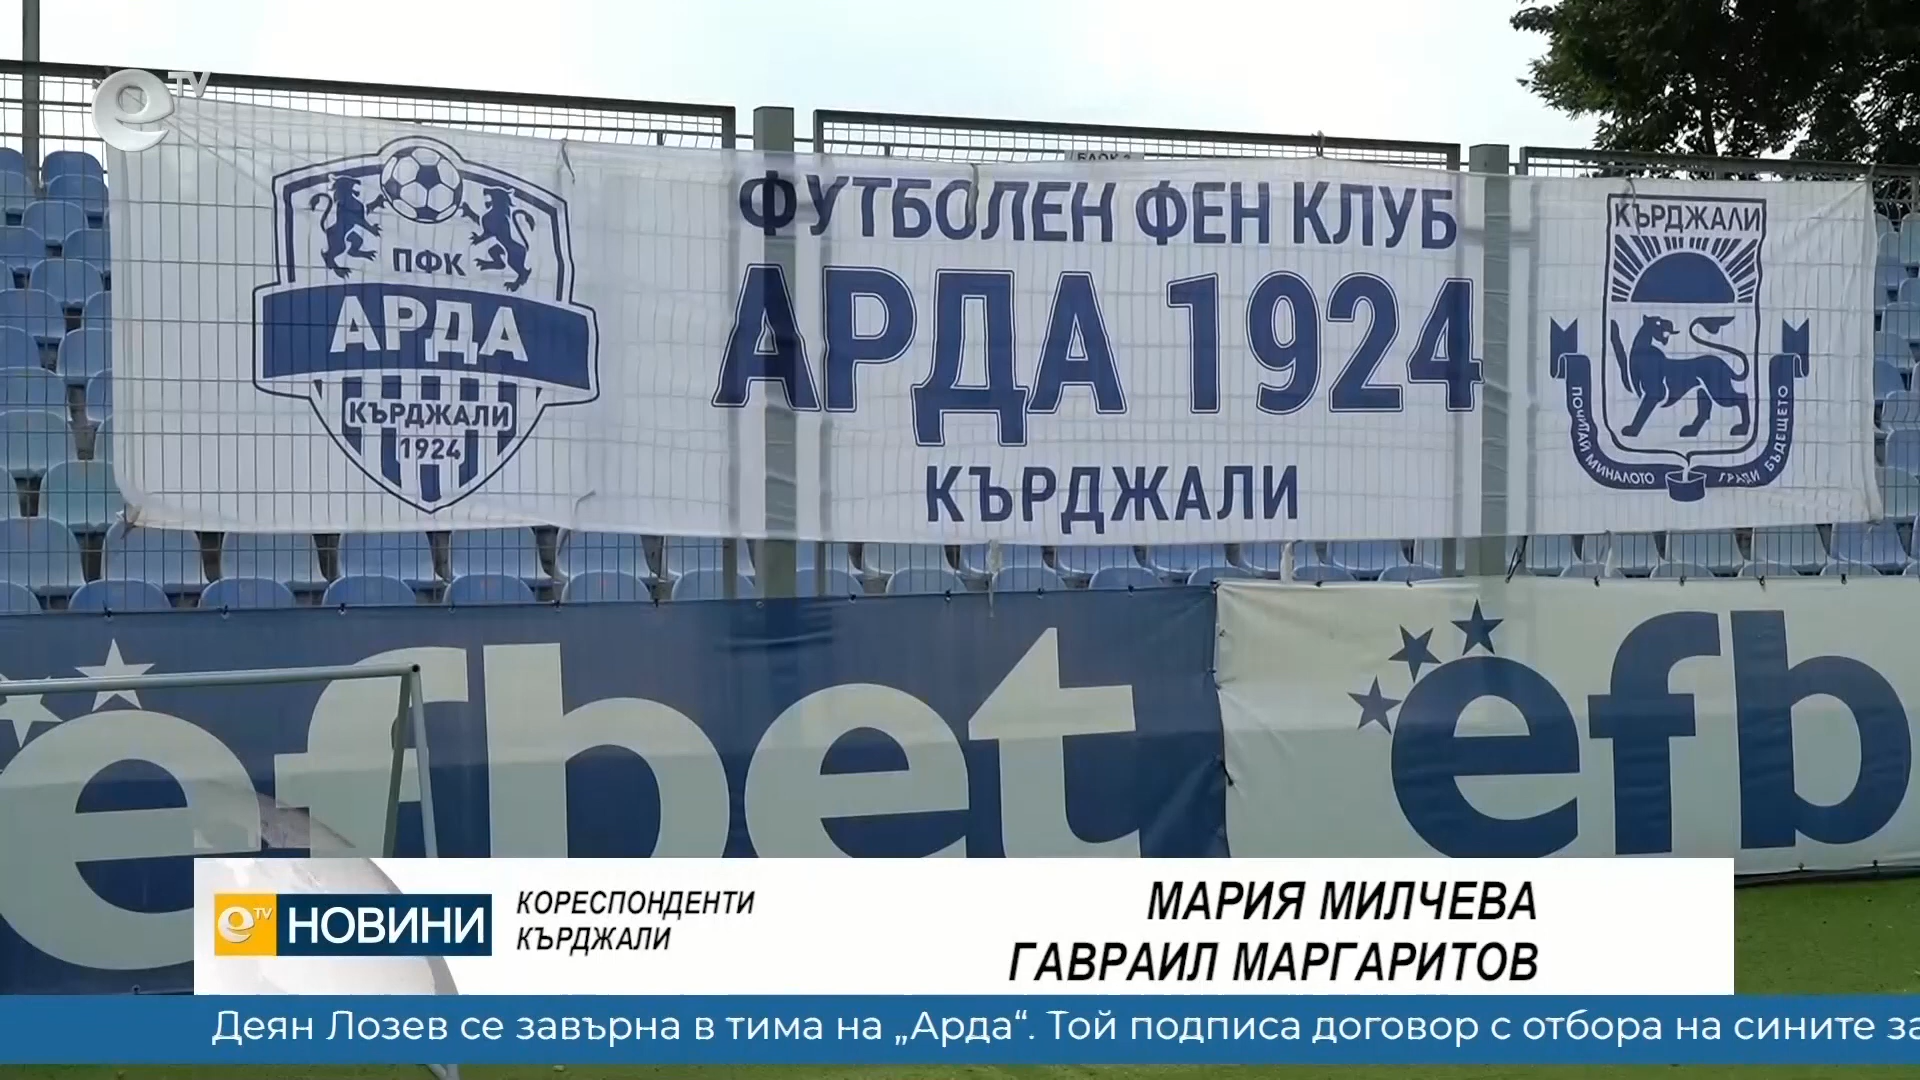 eTV
БЛОК 2
ФУТБОЛЕН ФЕН КЛУБ
АРДА 1924
КЪРДЖАЛИ
ПФК
АРДА
КЪРДЖАЛИ
1924
КЪРДЖАЛИ
ПОЧИТАЙ МИНАЛОТО ГРАДИ БЪДЕЩЕТО
efbet
efb
eTV НОВИНИ
КОРЕСПОНДЕНТИ
КЪРДЖАЛИ
МАРИЯ МИЛЧЕВА
ГАВРАИЛ МАРГАРИТОВ
Деян Лозев се завърна в тима на „Арда“. Той подписа договор с отбора на сините за